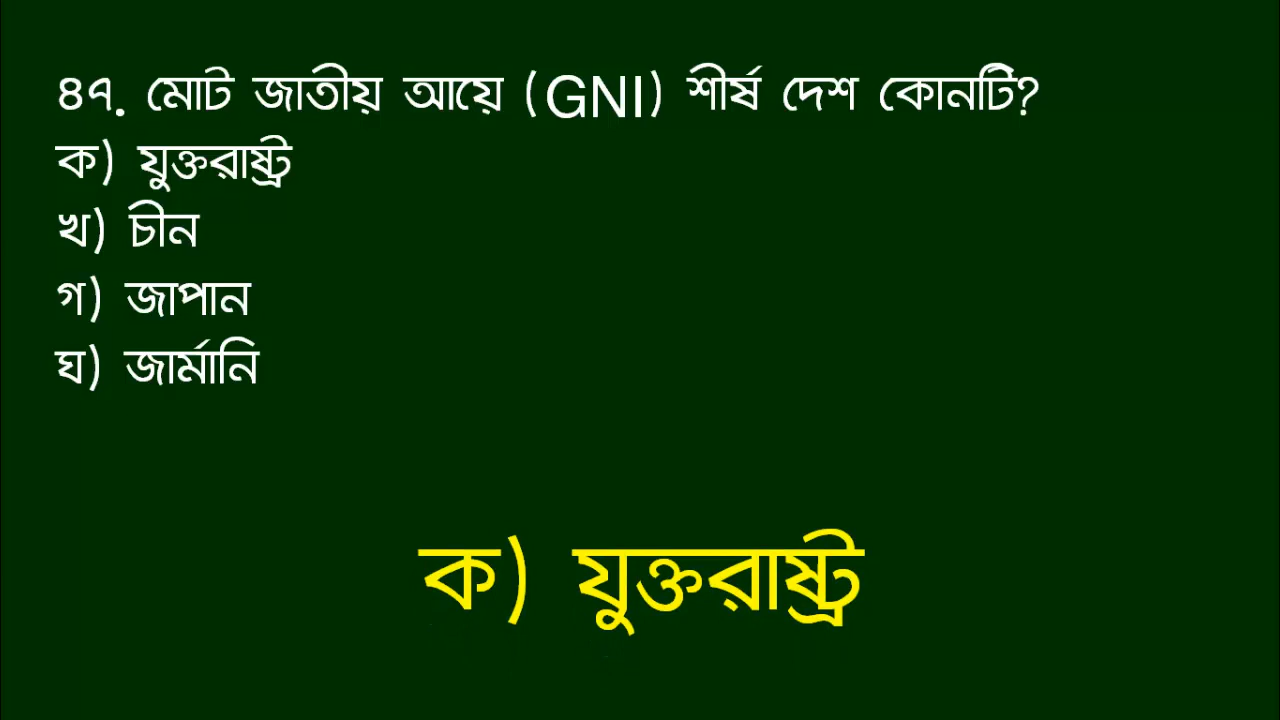 ৪৭. মোট জাতীয় আয়ে (GNI) শীর্ষ দেশ কোনটি?
ক) যুক্তরাষ্ট্র
খ) চীন
গ) জাপান
ঘ) জার্মানি
ক) যুক্তরাষ্ট্র